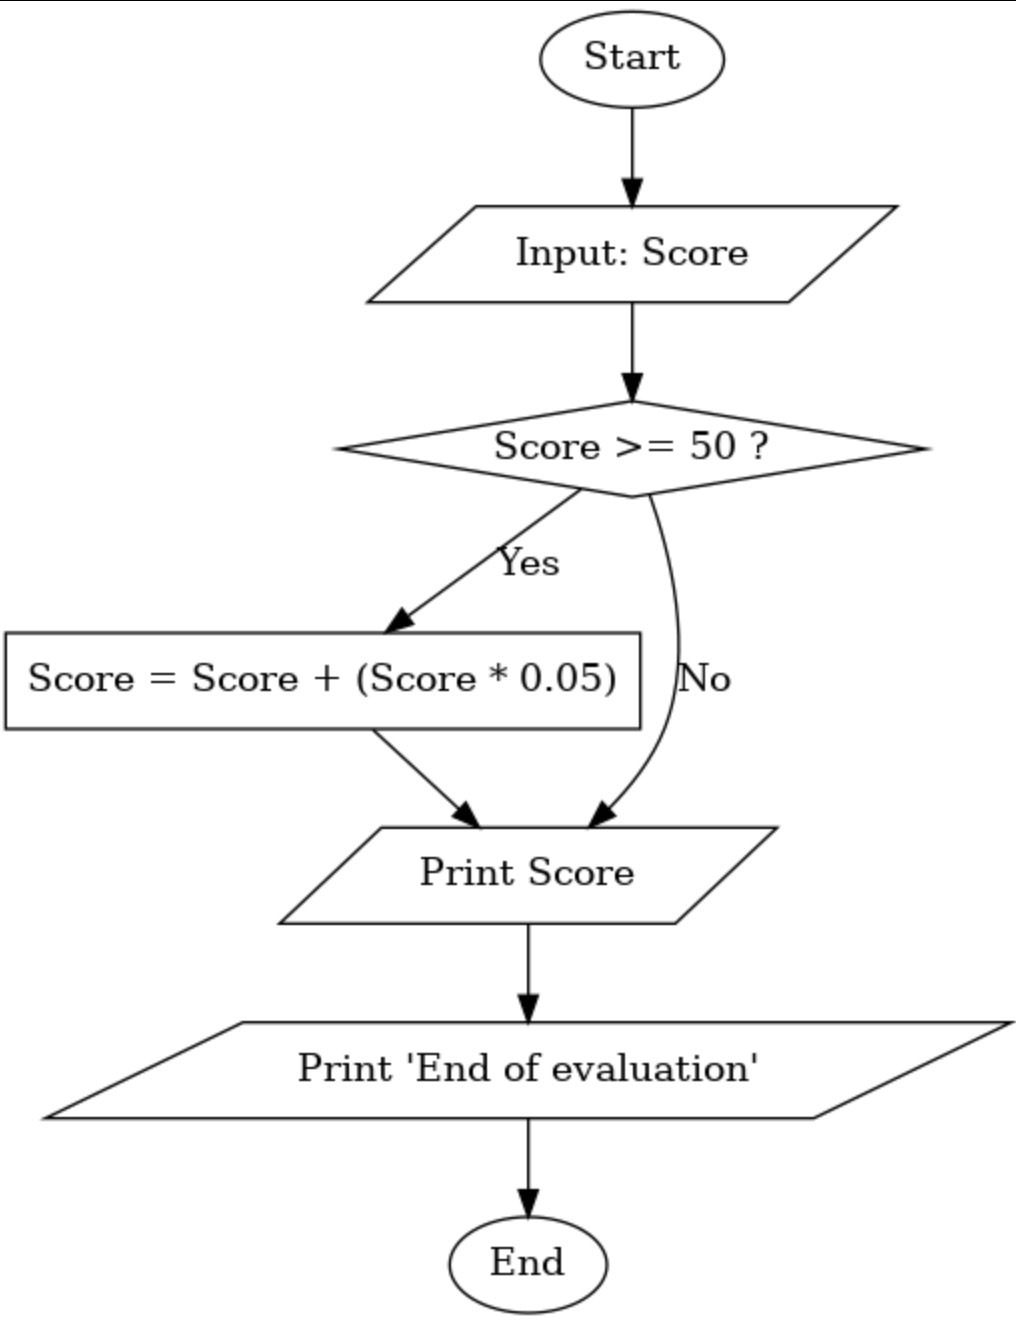 Start
Input: Score
Score >= 50 ?
Yes
Score = Score + (Score * 0.05)
No
Print Score
Print 'End of evaluation'
End